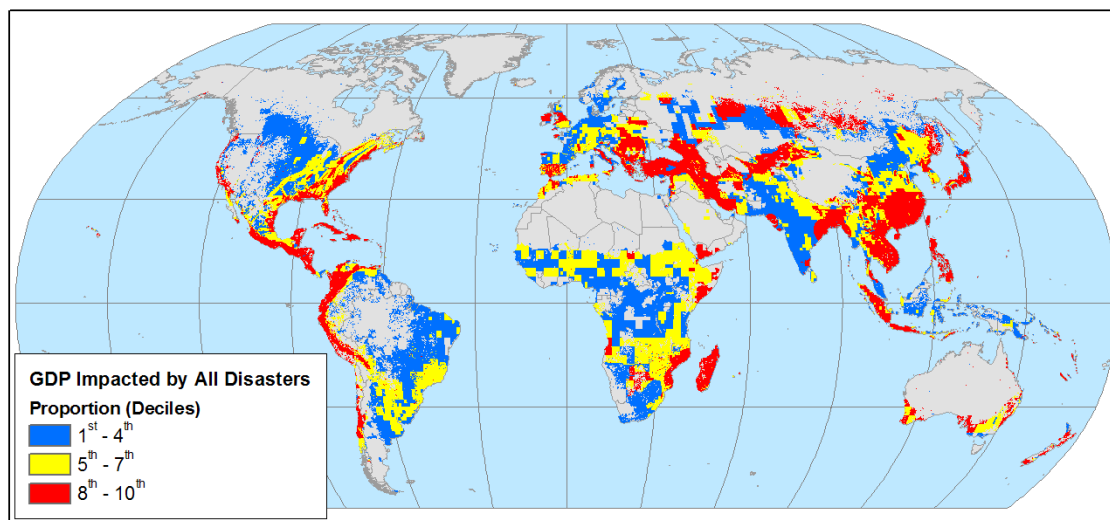 GDP Impacted by All Disasters
Proportion (Deciles)
1st - 4th
5th - 7th
8th - 10th